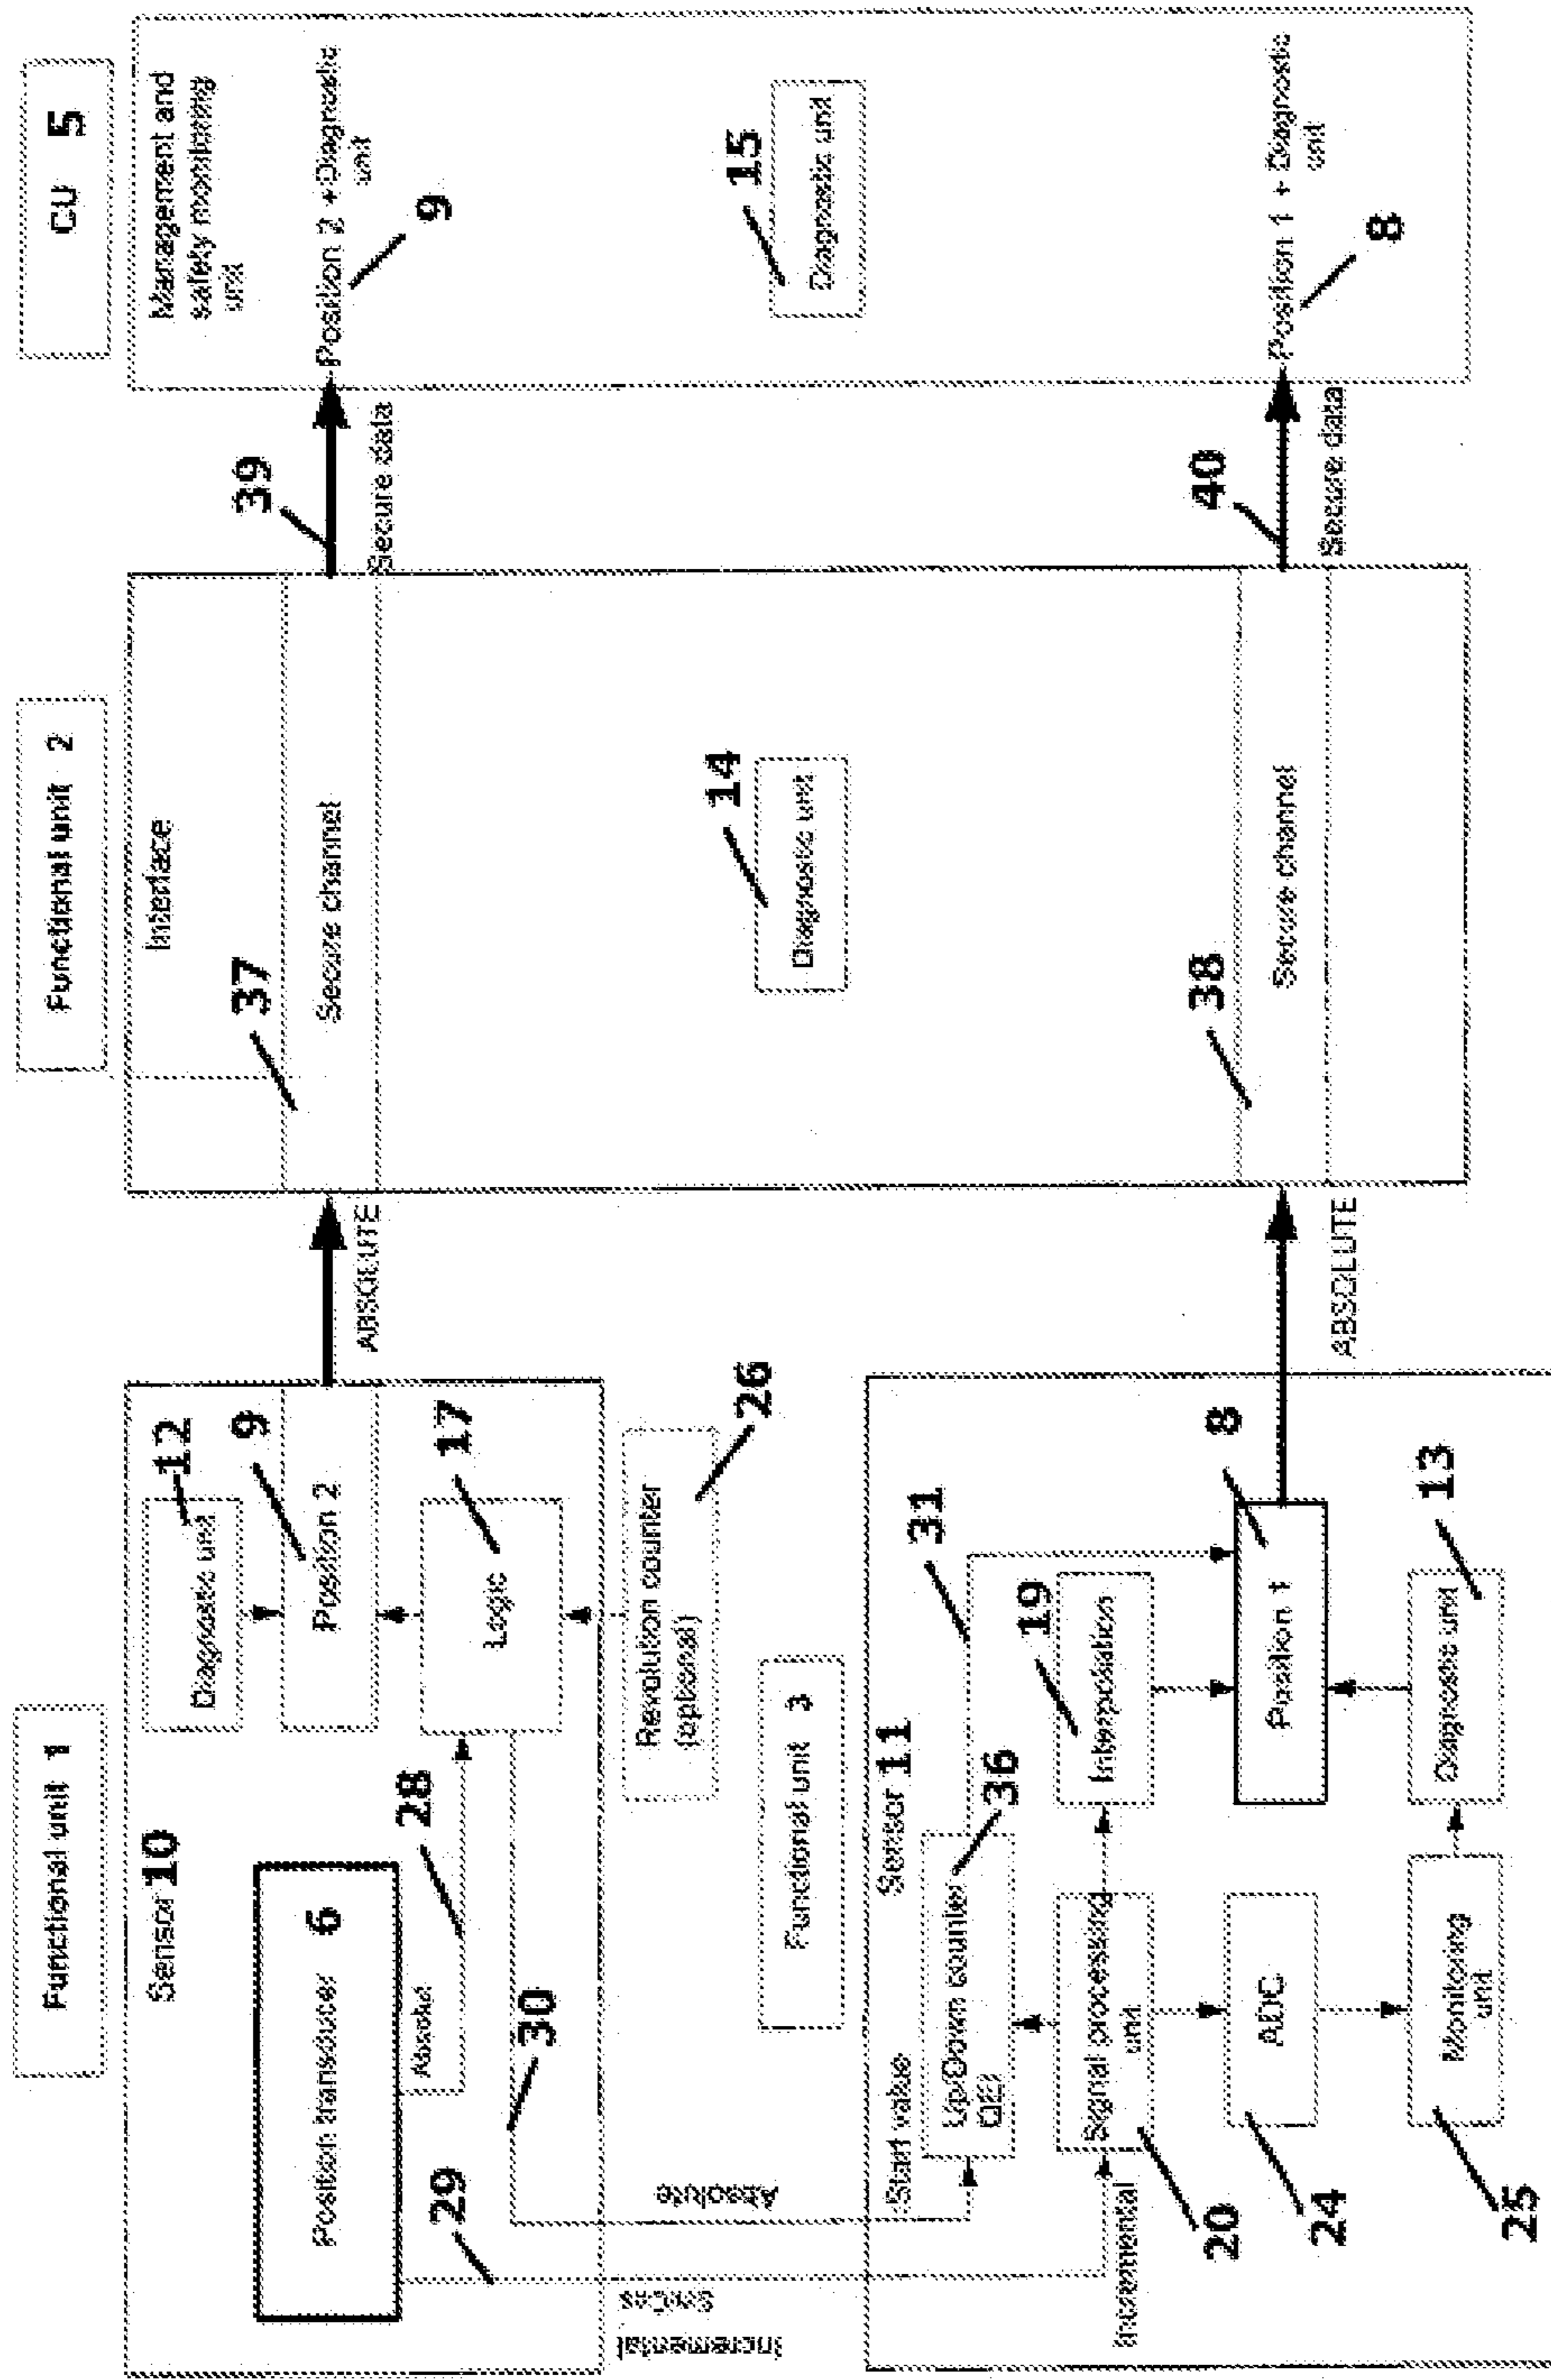 Functional unit 1
Sensor 10
Position transducer 6
Absolut
28
30
29
Diagnostic unit
12
Position 2
9
Logic
17
Revolution counter
(optional)
26
Incremental
Sin/Cos
Absolute
Functional unit 3
Sensor 11
Start value
Up/Down counter
QEI
36
31
Incremental
Signal processing
unit
20
Interpolation
19
Position 1
8
ADC
24
Monitoring
unit
25
Diagnostic unit
13
ABSOLUTE
ABSOLUTE
Functional unit 2
Interface
37
Secure channel
14
Diagnostic unit
38
Secure channel
39
Secure data
40
Secure data
CU 5
Management and
safety monitoring
unit
Position 2 + Diagnostic
unit
9
15
Diagnostic unit
Position 1 + Diagnostic
unit
8